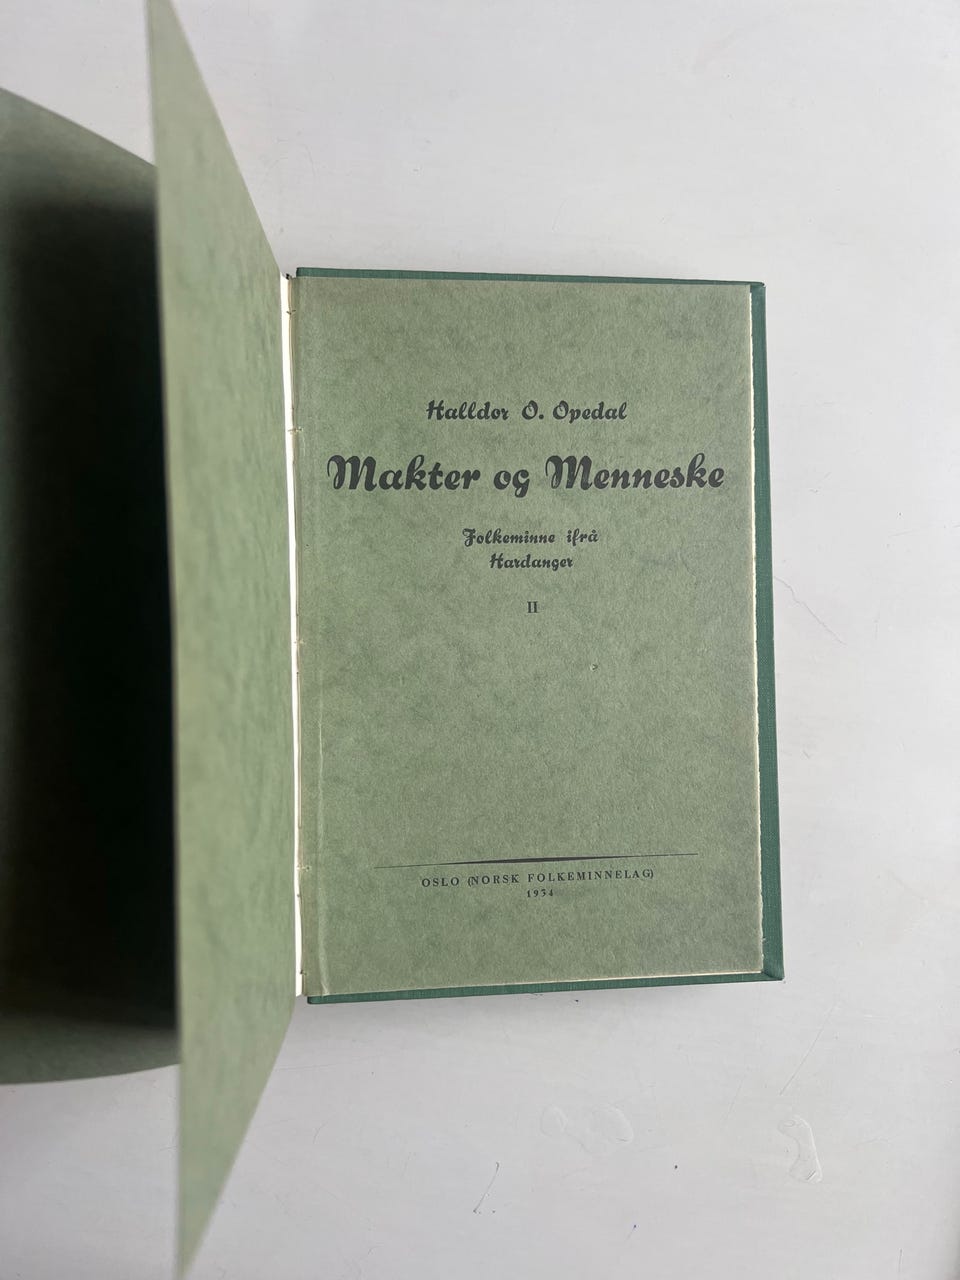 Halldor O. Opedal
Makter og Menneske
Folkeminne ifrå
Hardanger
II
OSLO (NORSK FOLKEMINNELAG)
1934